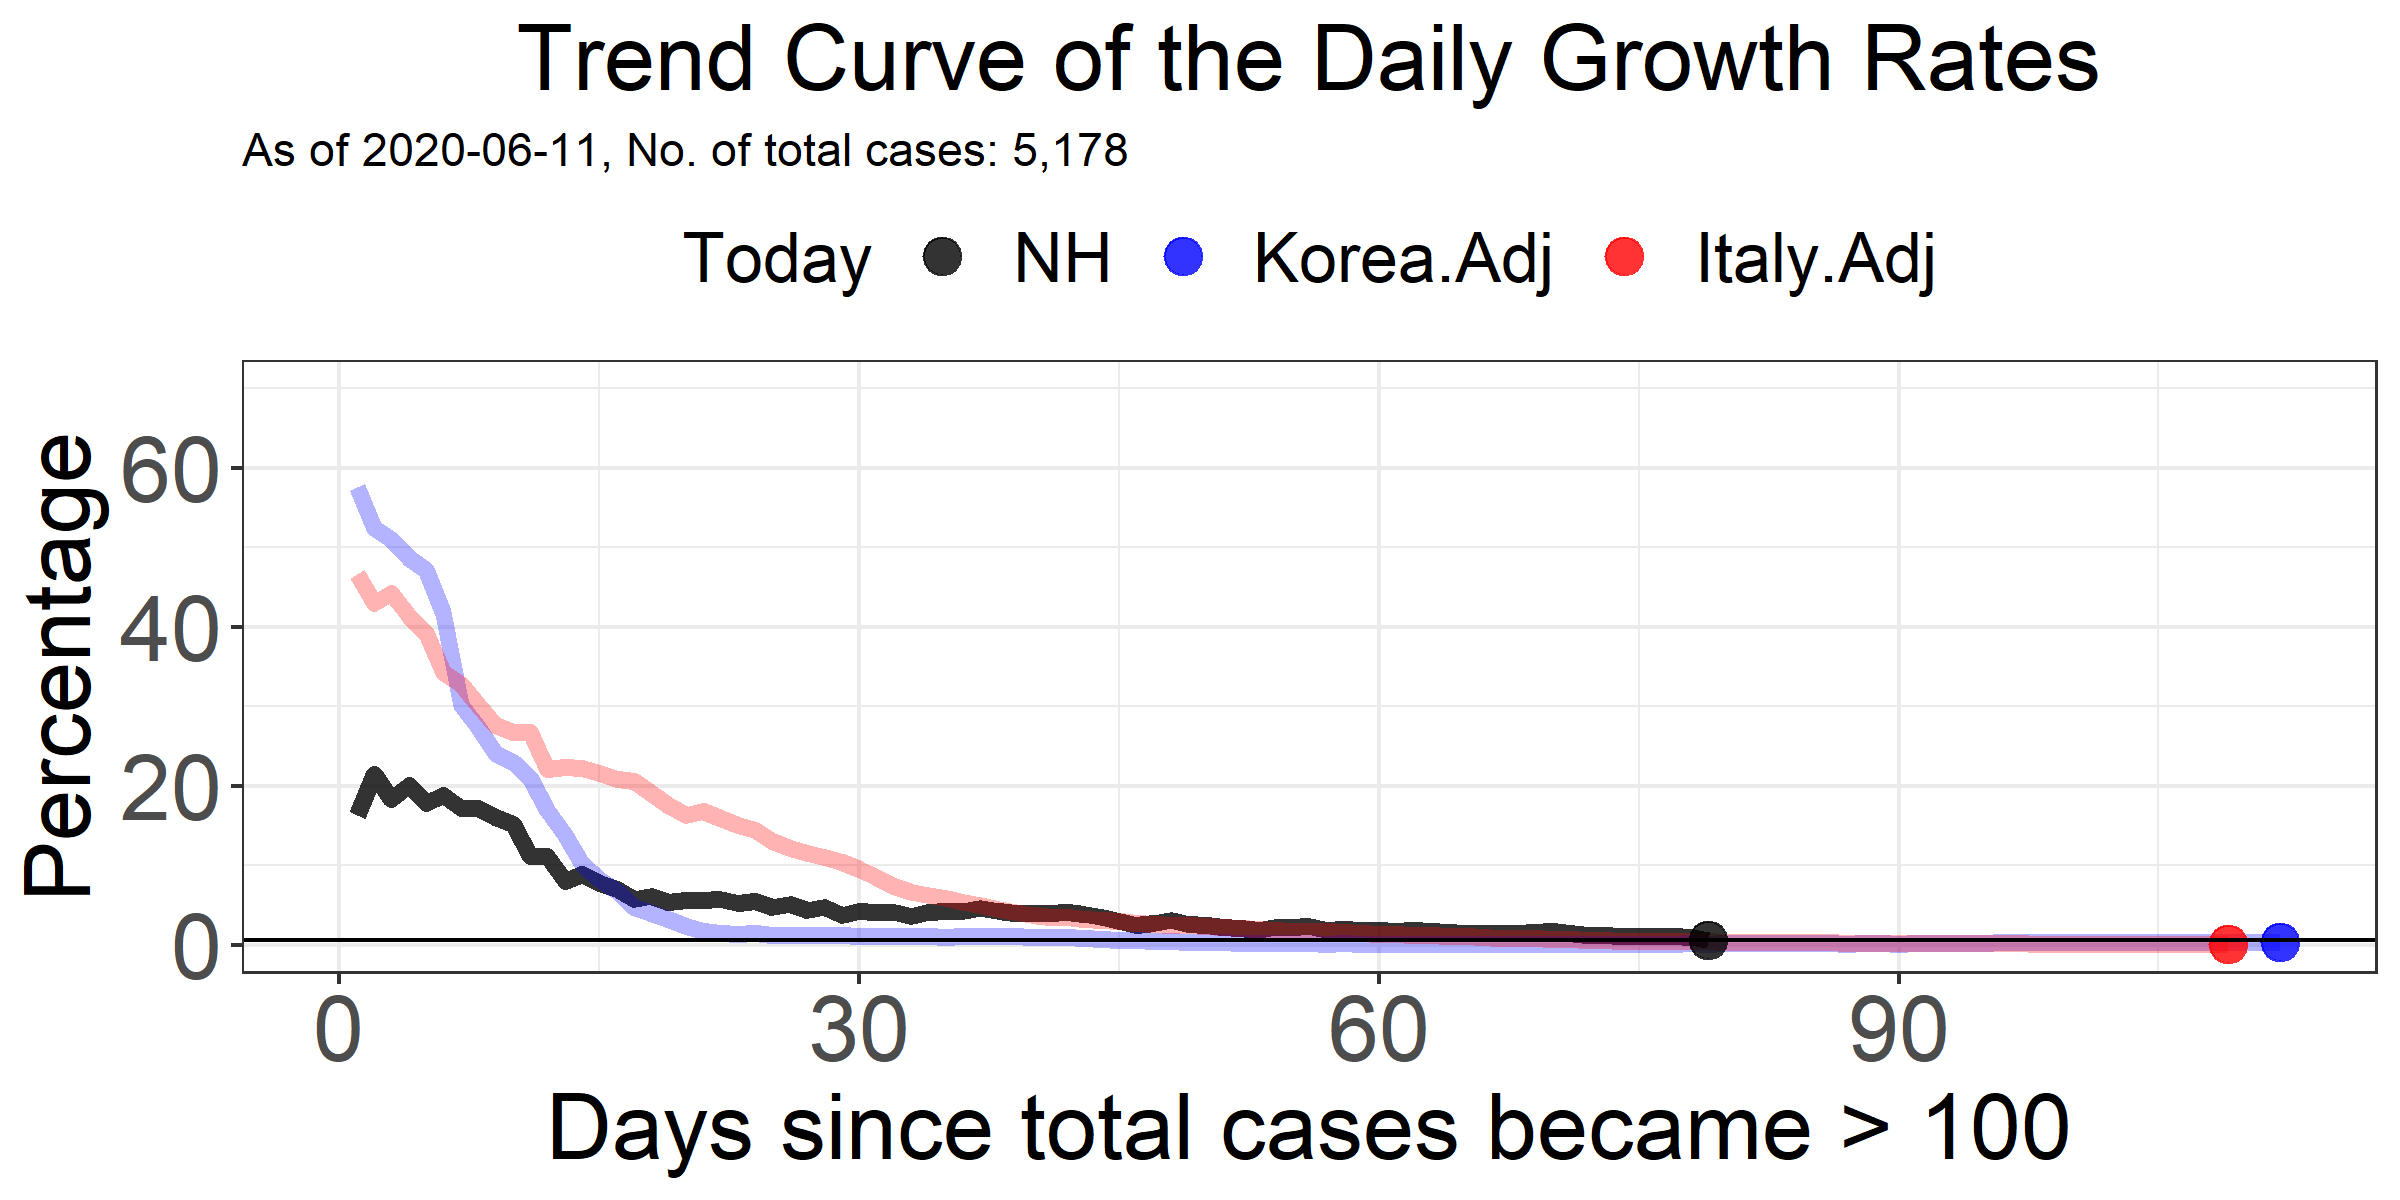 Trend Curve of the Daily Growth Rates
As of 2020-06-11, No. of total cases: 5,178
Today NH Korea.Adj Italy.Adj
Percentage
60
40
20
0
0 30 60 90
Days since total cases became > 100